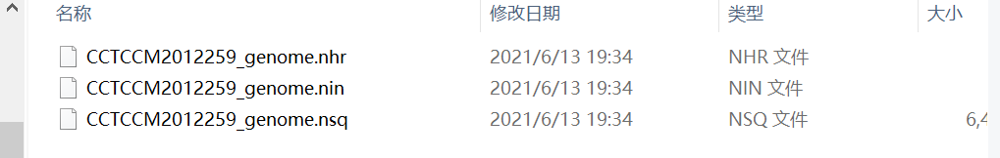 名称 修改日期 类型 大小
CCTCCM2012259_genome.nhr 2021/6/13 19:34 NHR 文件
CCTCCM2012259_genome.nin 2021/6/13 19:34 NIN 文件
CCTCCM2012259_genome.nsq 2021/6/13 19:34 NSQ 文件 6,4